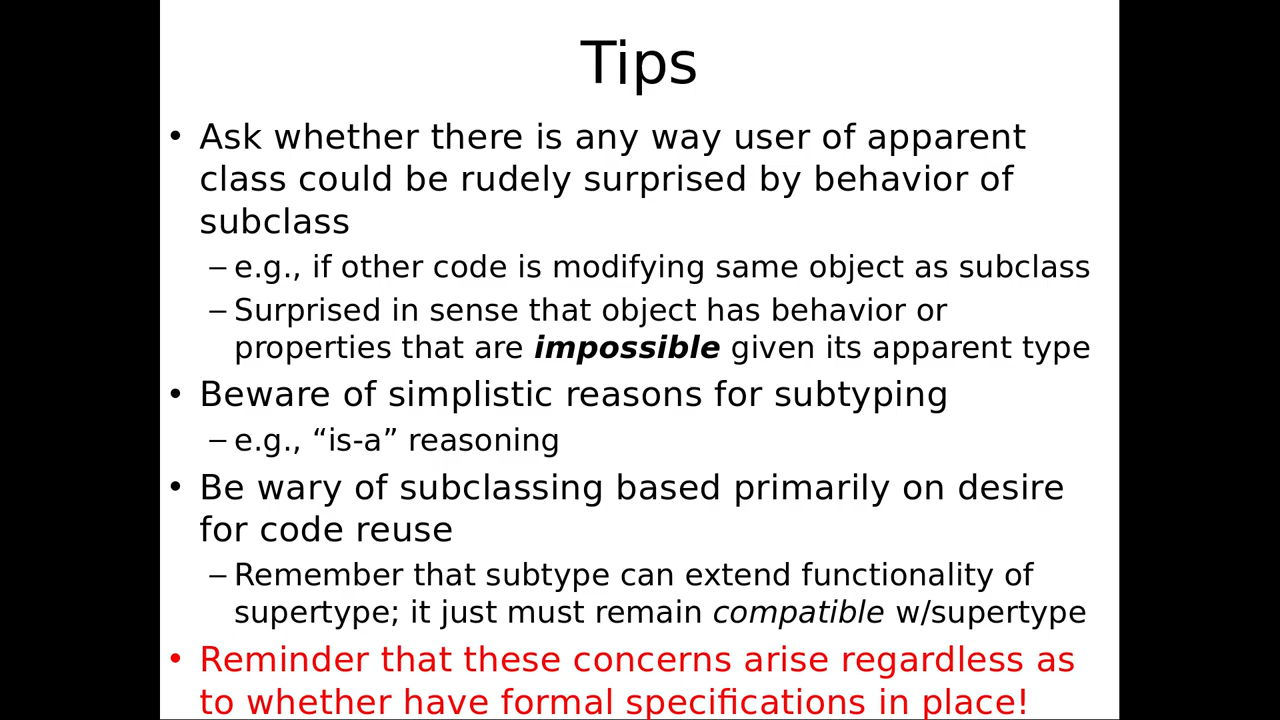 Tips
• Ask whether there is any way user of apparent
class could be rudely surprised by behavior of
subclass
– e.g., if other code is modifying same object as subclass
– Surprised in sense that object has behavior or
properties that are impossible given its apparent type
• Beware of simplistic reasons for subtyping
– e.g., “is-a” reasoning
• Be wary of subclassing based primarily on desire
for code reuse
– Remember that subtype can extend functionality of
supertype; it just must remain compatible w/supertype
• Reminder that these concerns arise regardless as
to whether have formal specifications in place!